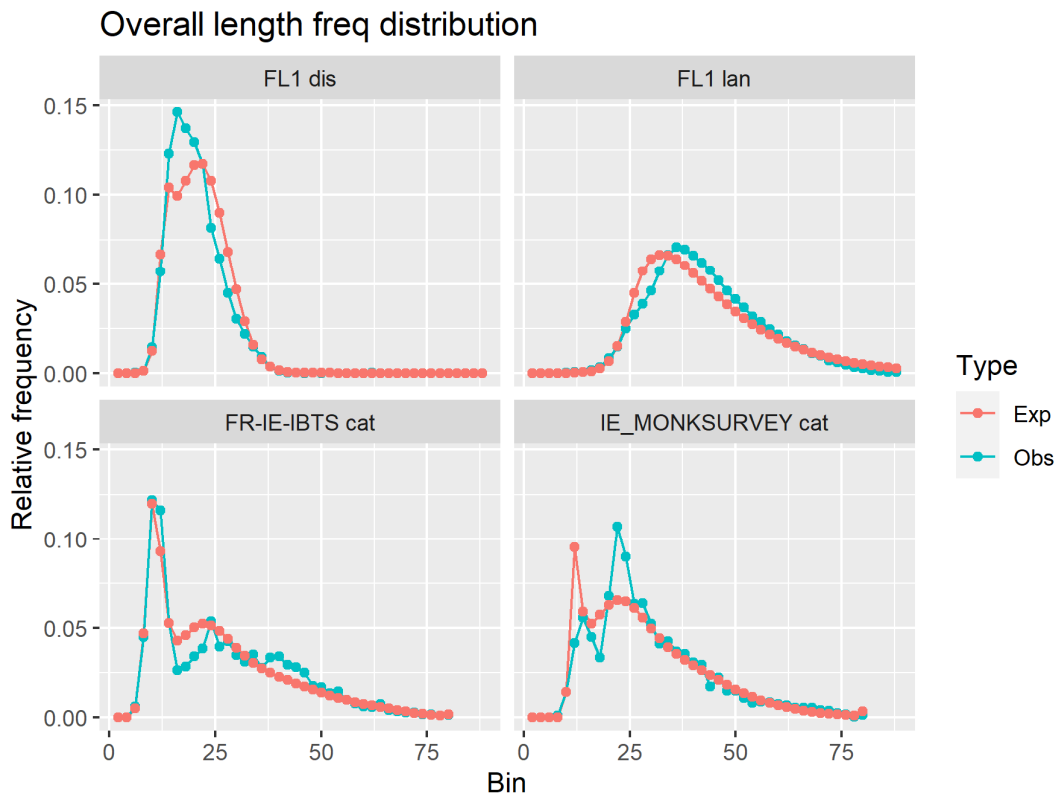 Overall length freq distribution
FL1 dis
FL1 lan
0.15
0.10
0.05
0.00
FR-IE-IBTS cat
IE_MONKSURVEY cat
0.15
0.10
0.05
0.00
0 25 50 75
0 25 50 75
Relative frequency
Bin
Type
Exp
Obs